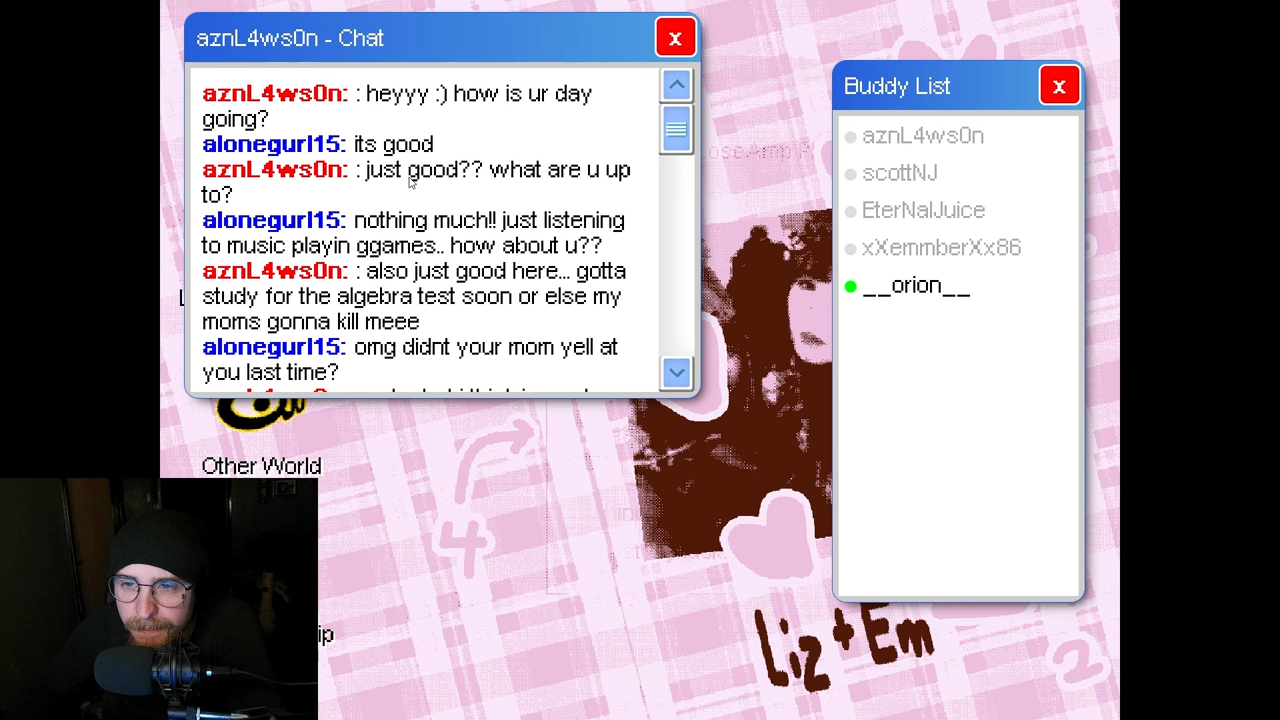 aznL4ws0n - Chat
x
aznL4ws0n: : heyyy :) how is ur day
going?
alonegurl15: its good
aznL4ws0n: : just good?? what are u up
to?
alonegurl15: nothing much!! just listening
to music playin ggames.. how about u??
aznL4ws0n: : also just good here... gotta
study for the algebra test soon or else my
moms gonna kill meee
alonegurl15: omg didnt your mom yell at
you last time?
Buddy List
x
aznL4ws0n
scottNJ
EterNalJuice
xXemmberXx86
__orion__
Other World
4
ip
Liz + Em
2